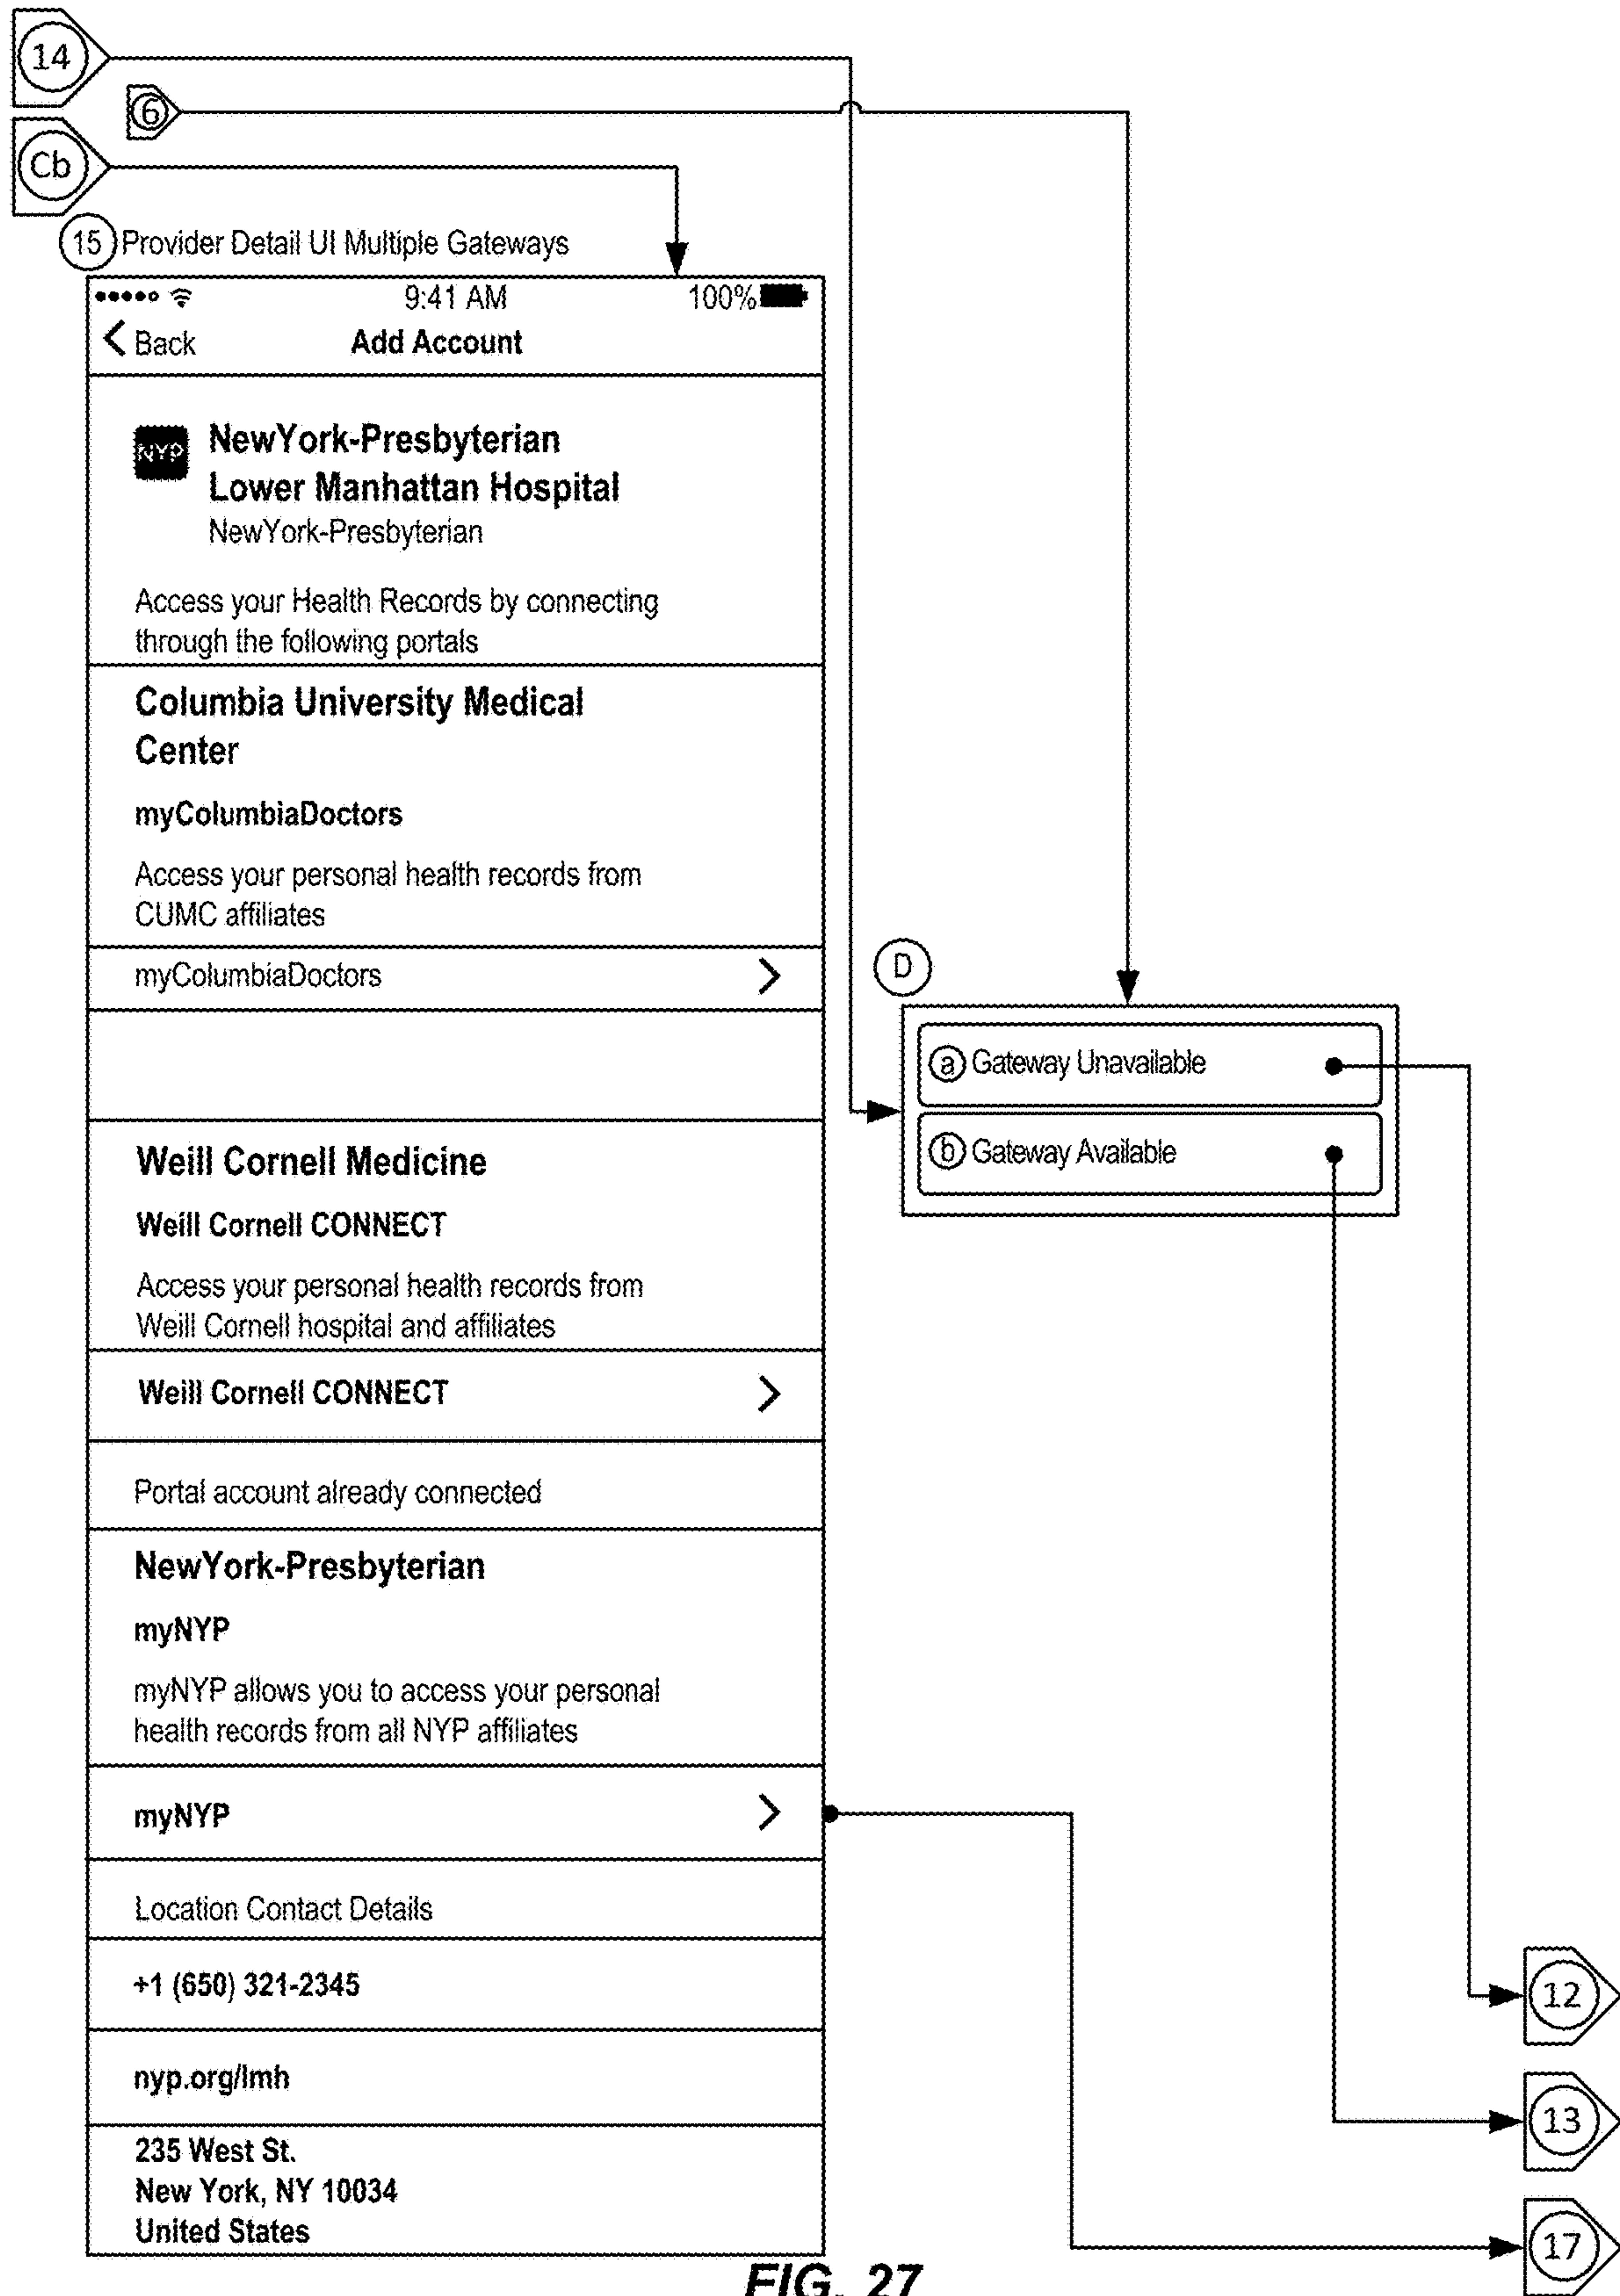 14
6
Cb
15 Provider Detail UI Multiple Gateways
9:41 AM 100%
Back Add Account
NYP NewYork-Presbyterian
Lower Manhattan Hospital
NewYork-Presbyterian
Access your Health Records by connecting
through the following portals
Columbia University Medical
Center
myColumbiaDoctors
Access your personal health records from
CUMC affiliates
myColumbiaDoctors
D
a Gateway Unavailable
b Gateway Available
Weill Cornell Medicine
Weill Cornell CONNECT
Access your personal health records from
Weill Cornell hospital and affiliates
Weill Cornell CONNECT
Portal account already connected
NewYork-Presbyterian
myNYP
myNYP allows you to access your personal
health records from all NYP affiliates
myNYP
Location Contact Details
+1 (650) 321-2345
12
nyp.org/lmh
13
235 West St.
New York, NY 10034
United States
17
FIG. 27